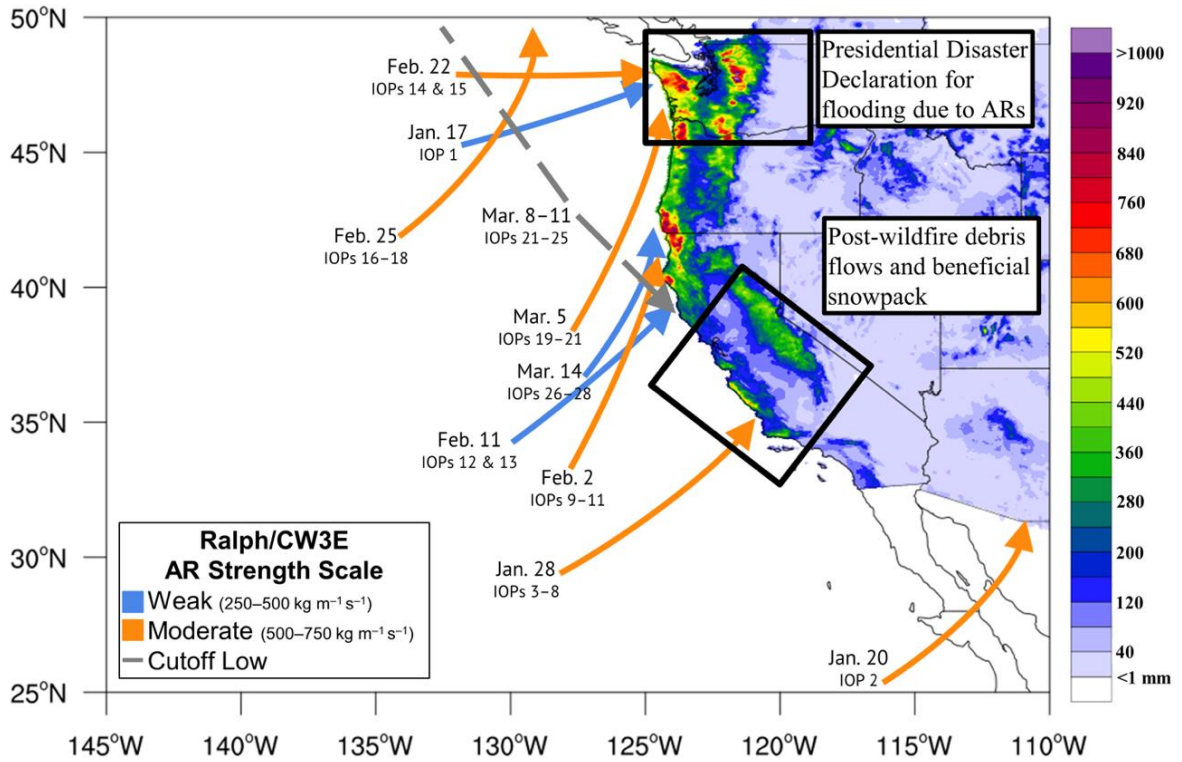 50°N
45°N
40°N
35°N
30°N
25°N
145°W
140°W
135°W
130°W
125°W
120°W
115°W
110°W
Feb. 22
IOPs 14 & 15
Jan. 17
IOP 1
Feb. 25
IOPs 16–18
Mar. 8–11
IOPs 21–25
Mar. 5
IOPs 19–21
Mar. 14
IOPs 26–28
Feb. 11
IOPs 12 & 13
Feb. 2
IOPs 9–11
Jan. 28
IOPs 3–8
Jan. 20
IOP 2
Presidential Disaster
Declaration for
flooding due to ARs
Post-wildfire debris
flows and beneficial
snowpack
Ralph/CW3E
AR Strength Scale
Weak (250–500 kg m⁻¹ s⁻¹)
Moderate (500–750 kg m⁻¹ s⁻¹)
Cutoff Low
>1000
920
840
760
680
600
520
440
360
280
200
120
40
<1 mm